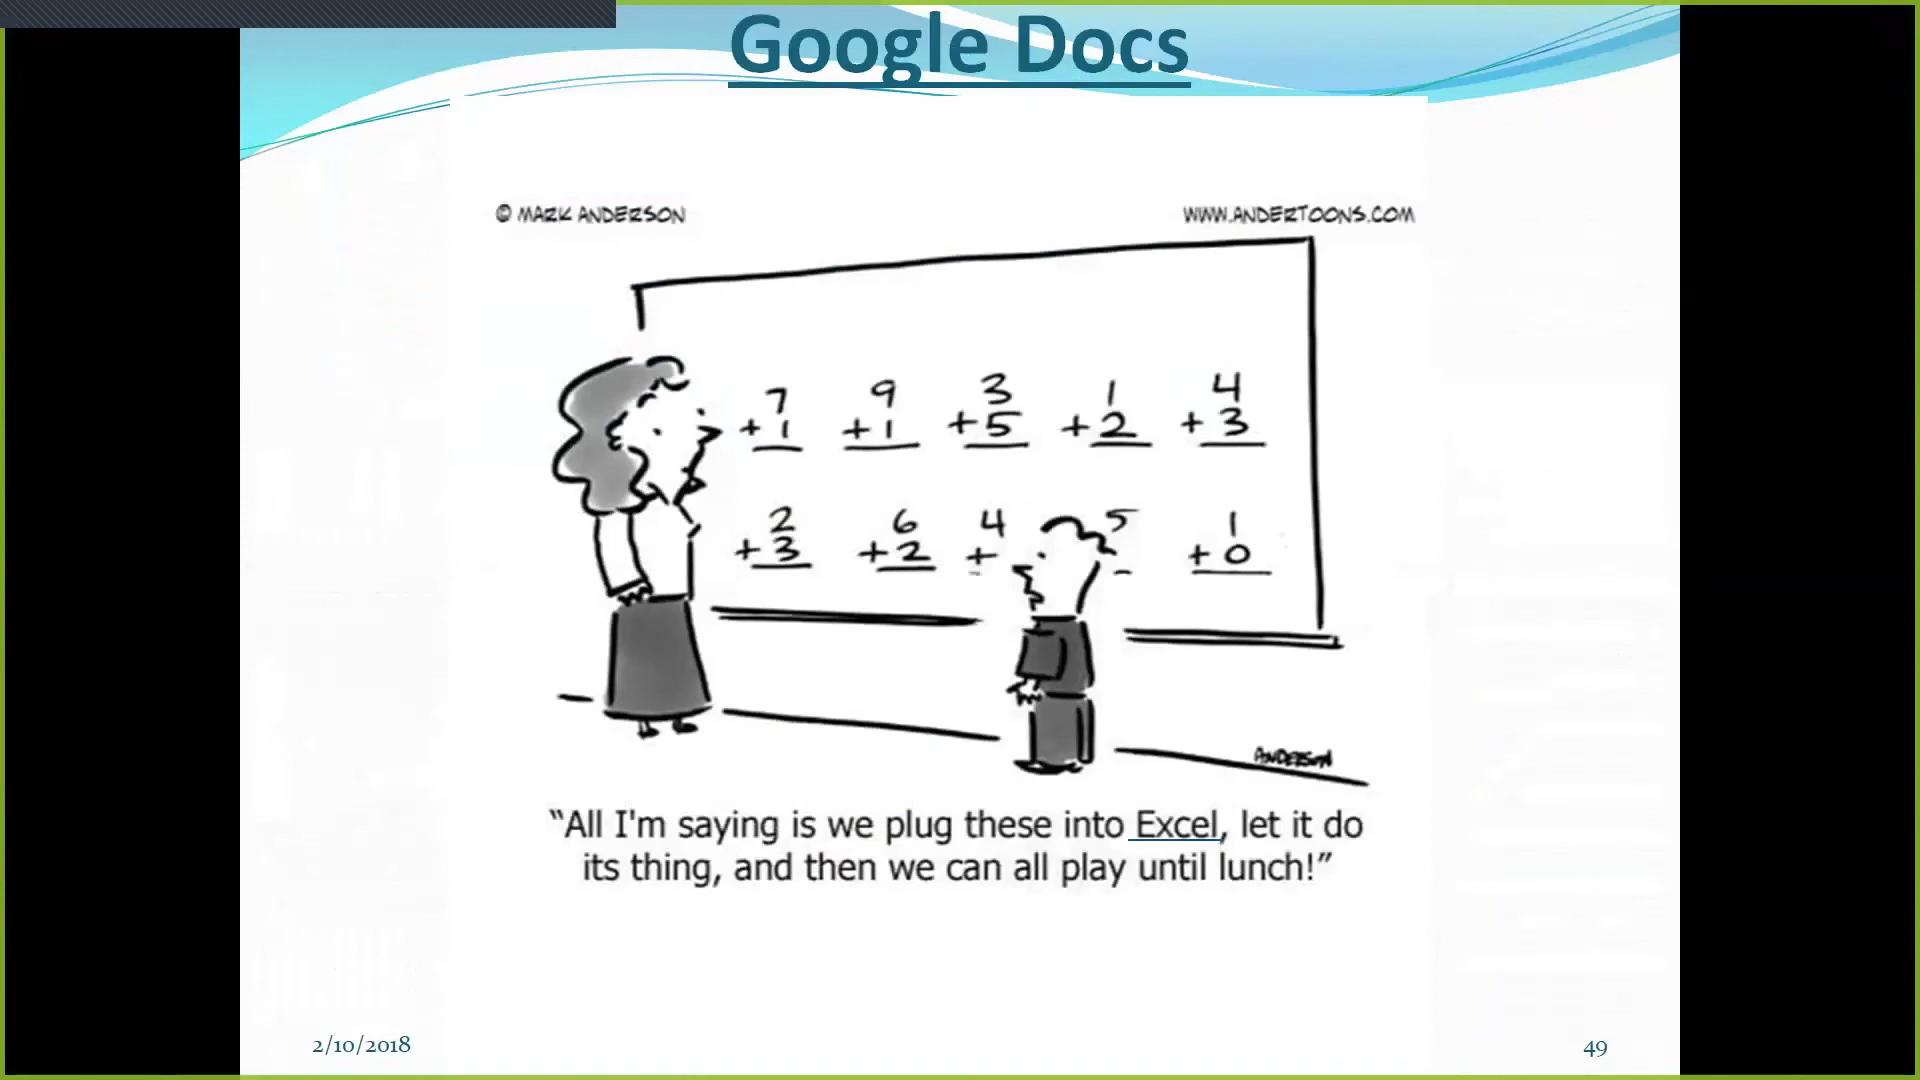 Google Docs
© MARK ANDERSON
WWW.ANDERTOONS.COM
7 9 3 1 4
+1 +1 +5 +2 +3
2 6 4 5 1
+3 +2 + +0
ANDERSON
“All I'm saying is we plug these into Excel, let it do
its thing, and then we can all play until lunch!”
2/10/2018
49